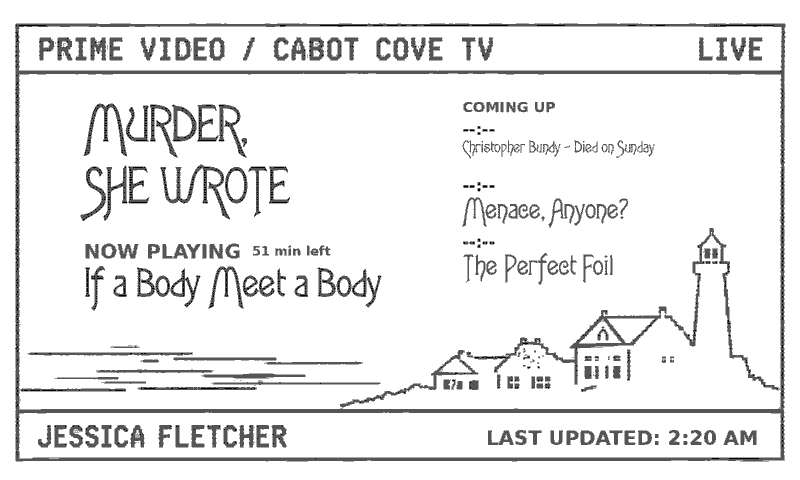 PRIME VIDEO / CABOT COVE TV
LIVE
MURDER,
SHE WROTE
NOW PLAYING 51 min left
If a Body Meet a Body
COMING UP
--:--
Christopher Bundy - Died on Sunday
--:--
Menace, Anyone?
--:--
The Perfect Foil
JESSICA FLETCHER
LAST UPDATED: 2:20 AM